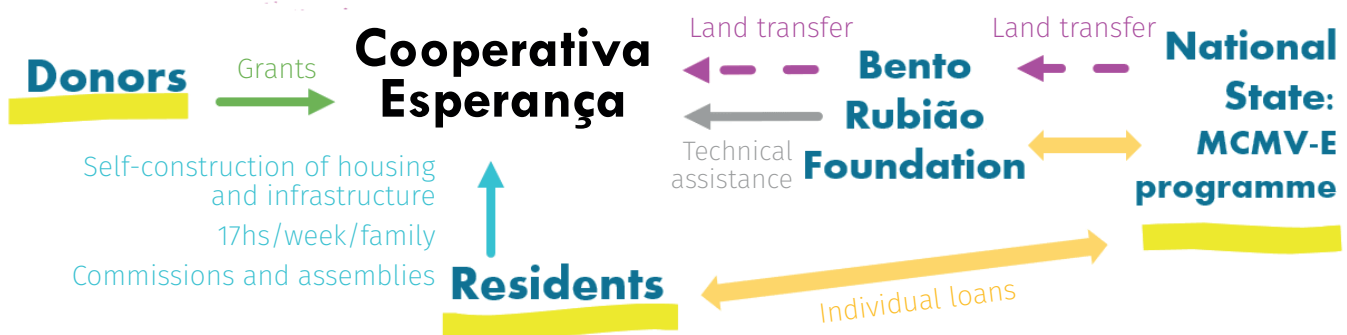 Donors
Grants
Cooperativa
Esperança
Land transfer
Bento
Rubião
Foundation
Land transfer
National
State:
MCMV-E
programme
Technical
assistance
Self-construction of housing
and infrastructure
17hs/week/family
Commissions and assemblies
Residents
Individual loans